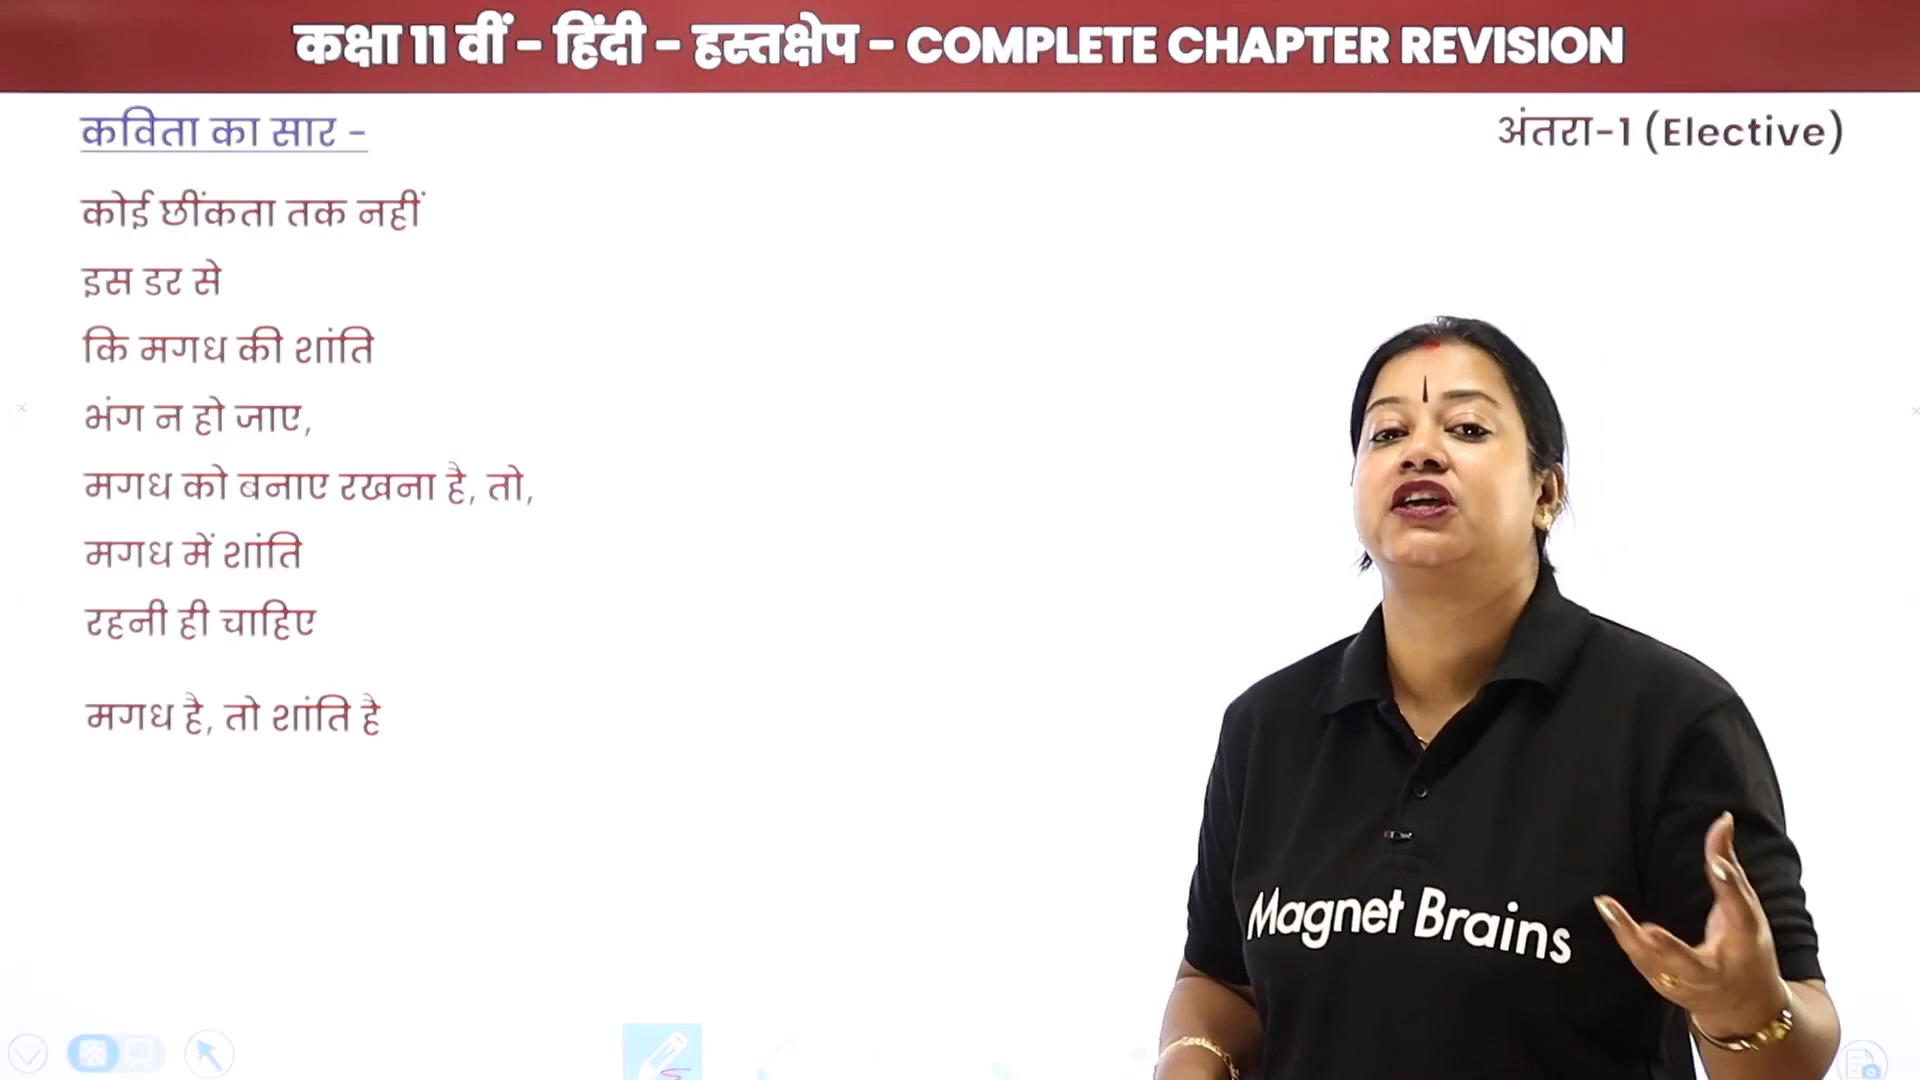 कक्षा 11 वीं - हिंदी - हस्तक्षेप - COMPLETE CHAPTER REVISION
कविता का सार -
अंतरा-1 (Elective)
कोई छींकता तक नहीं
इस डर से
कि मगध की शांति
भंग न हो जाए,
मगध को बनाए रखना है, तो,
मगध में शांति
रहनी ही चाहिए
मगध है, तो शांति है
Magnet Brains